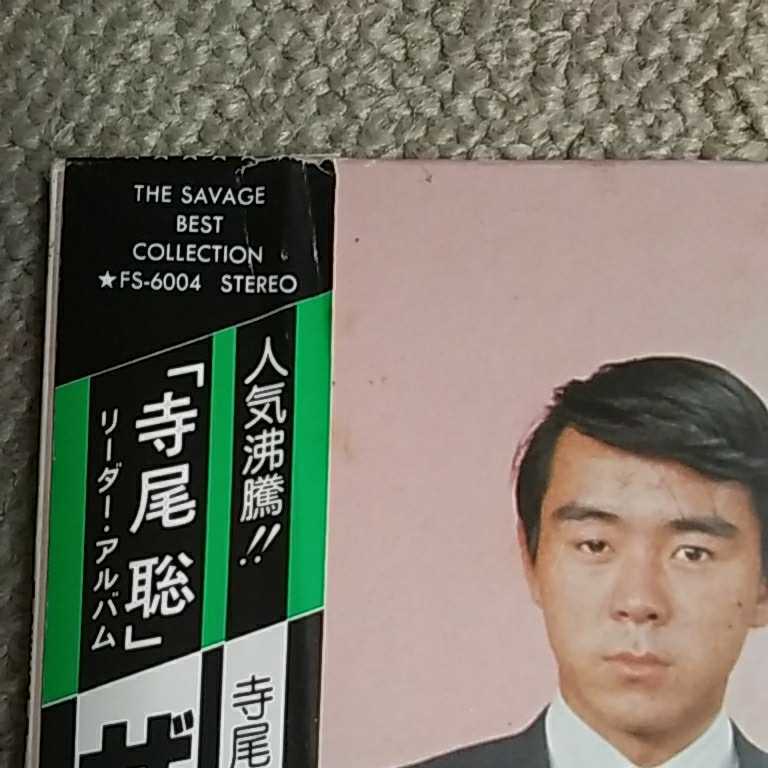 THE SAVAGE
BEST
COLLECTION
★FS-6004 STEREO
人気沸騰!!
「寺尾 聡」
リーダー・アルバム
寺尾
ザ